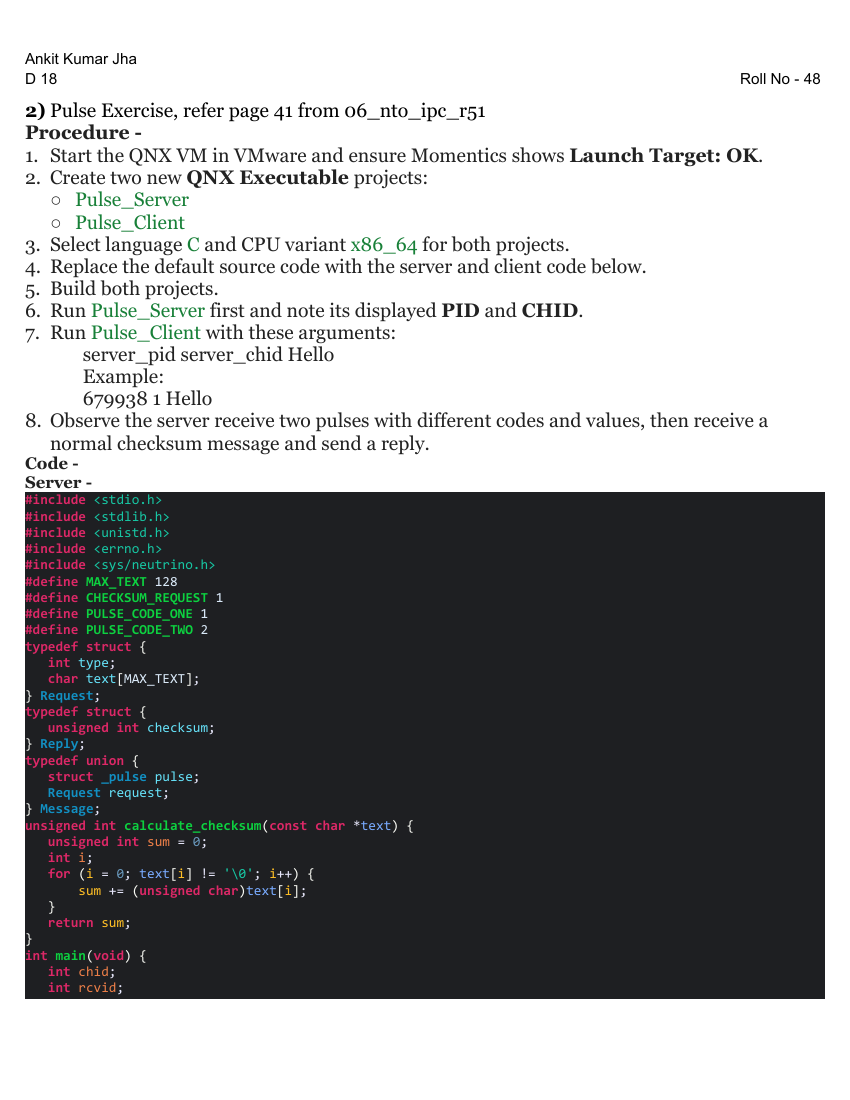 Ankit Kumar Jha
D 18
Roll No - 48
2) Pulse Exercise, refer page 41 from 06_nto_ipc_r51
Procedure -
1. Start the QNX VM in VMware and ensure Momentics shows Launch Target: OK.
2. Create two new QNX Executable projects:
○ Pulse_Server
○ Pulse_Client
3. Select language C and CPU variant x86_64 for both projects.
4. Replace the default source code with the server and client code below.
5. Build both projects.
6. Run Pulse_Server first and note its displayed PID and CHID.
7. Run Pulse_Client with these arguments:
server_pid server_chid Hello
Example:
679938 1 Hello
8. Observe the server receive two pulses with different codes and values, then receive a
normal checksum message and send a reply.
Code -
Server -
#include <stdio.h>
#include <stdlib.h>
#include <unistd.h>
#include <errno.h>
#include <sys/neutrino.h>
#define MAX_TEXT 128
#define CHECKSUM_REQUEST 1
#define PULSE_CODE_ONE 1
#define PULSE_CODE_TWO 2
typedef struct {
   int type;
   char text[MAX_TEXT];
} Request;
typedef struct {
   unsigned int checksum;
} Reply;
typedef union {
   struct _pulse pulse;
   Request request;
} Message;
unsigned int calculate_checksum(const char *text) {
   unsigned int sum = 0;
   int i;
   for (i = 0; text[i] != '\0'; i++) {
       sum += (unsigned char)text[i];
   }
   return sum;
}
int main(void) {
   int chid;
   int rcvid;